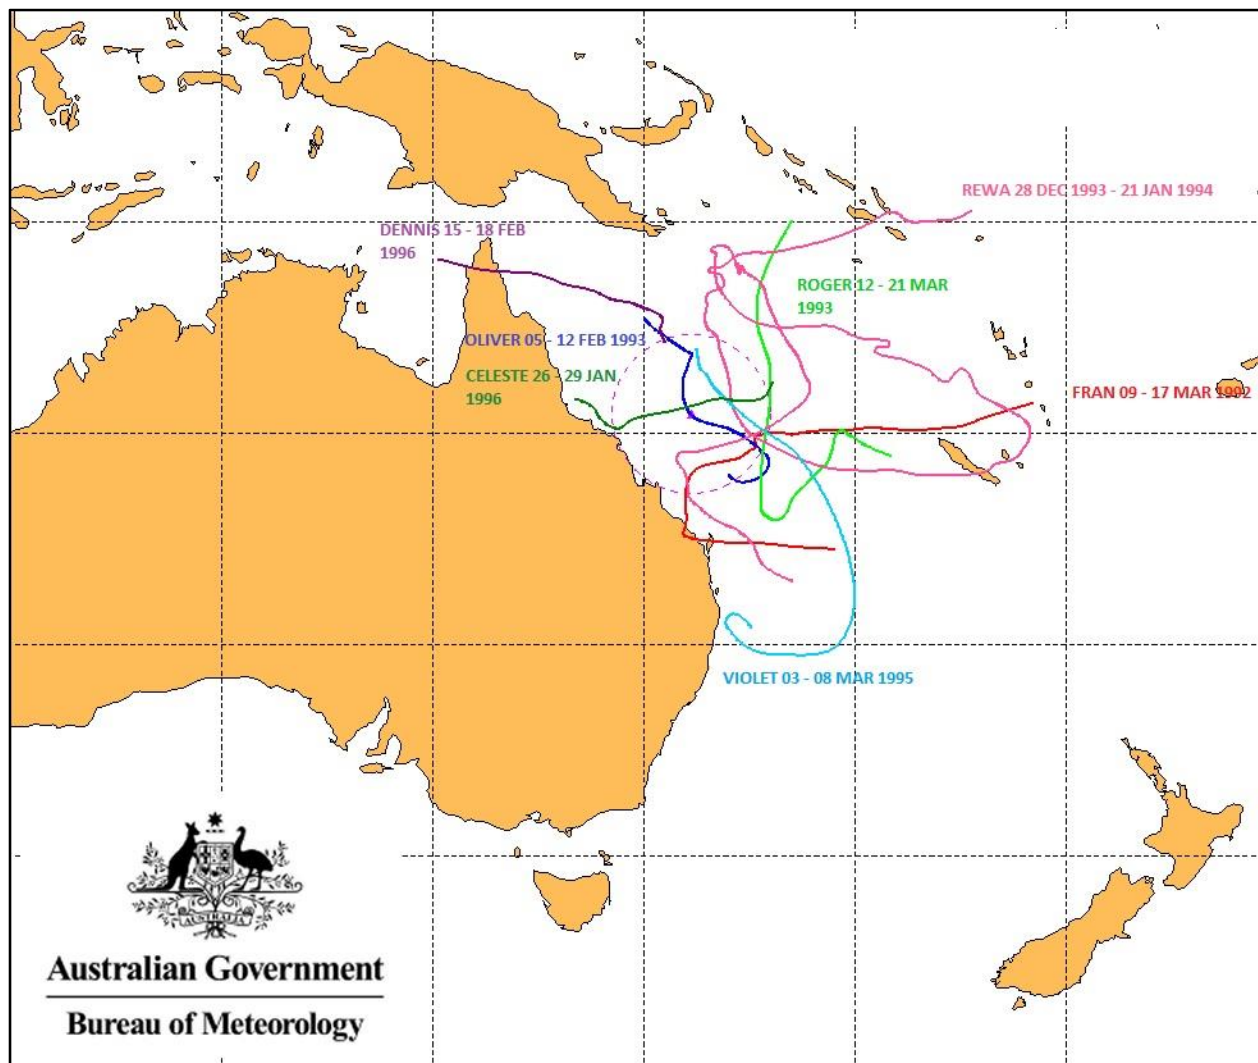 REWA 28 DEC 1993 - 21 JAN 1994
DENNIS 15 - 18 FEB
1996
ROGER 12 - 21 MAR
1993
OLIVER 05 - 12 FEB 1993
CELESTE 26 - 29 JAN
1996
FRAN 09 - 17 MAR 1992
VIOLET 03 - 08 MAR 1995
AUSTRALIA
Australian Government
Bureau of Meteorology